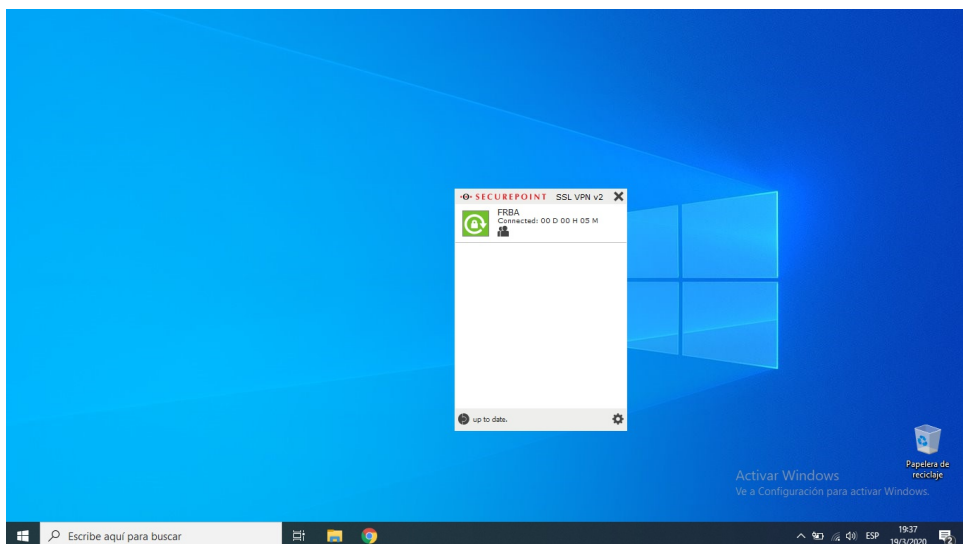 SECUREPOINT SSL VPN v2
FRBA
Connected: 00 D 00 H 05 M
up to date.
Papelera de
reciclaje
Activar Windows
Ve a Configuración para activar Windows.
Escribe aquí para buscar
ESP
19:37
19/3/2020
2